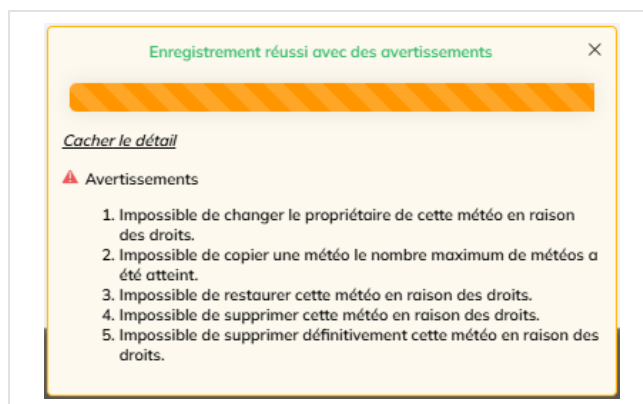 Enregistrement réussi avec des avertissements
Cacher le détail
Avertissements
1. Impossible de changer le propriétaire de cette météo en raison
des droits.
2. Impossible de copier une météo le nombre maximum de météos a
été atteint.
3. Impossible de restaurer cette météo en raison des droits.
4. Impossible de supprimer cette météo en raison des droits.
5. Impossible de supprimer définitivement cette météo en raison des
droits.